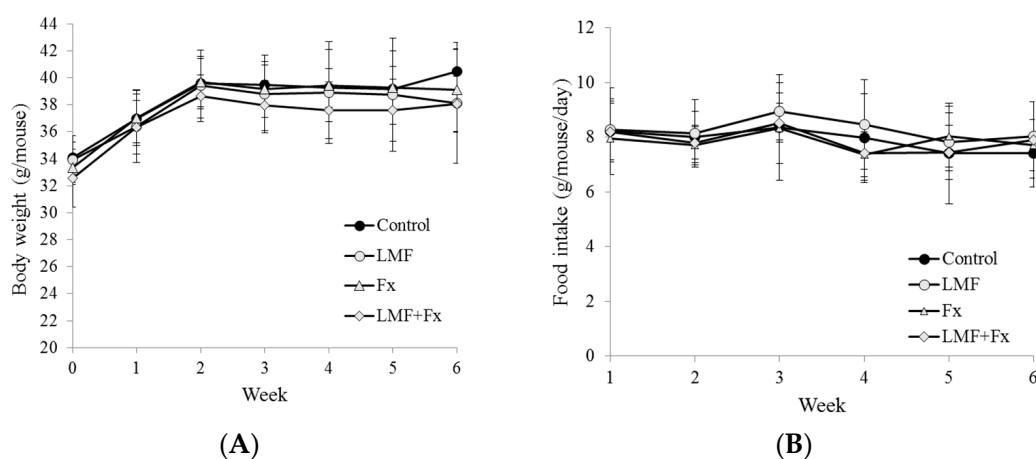 44
42
40
38
36
34
32
30
28
26
24
22
20
Body weight (g/mouse)
0 1 2 3 4 5 6
Week
Control
LMF
Fx
LMF+Fx
(A)
12
10
8
6
4
2
0
Food intake (g/mouse/day)
1 2 3 4 5 6
Week
Control
LMF
Fx
LMF+Fx
(B)